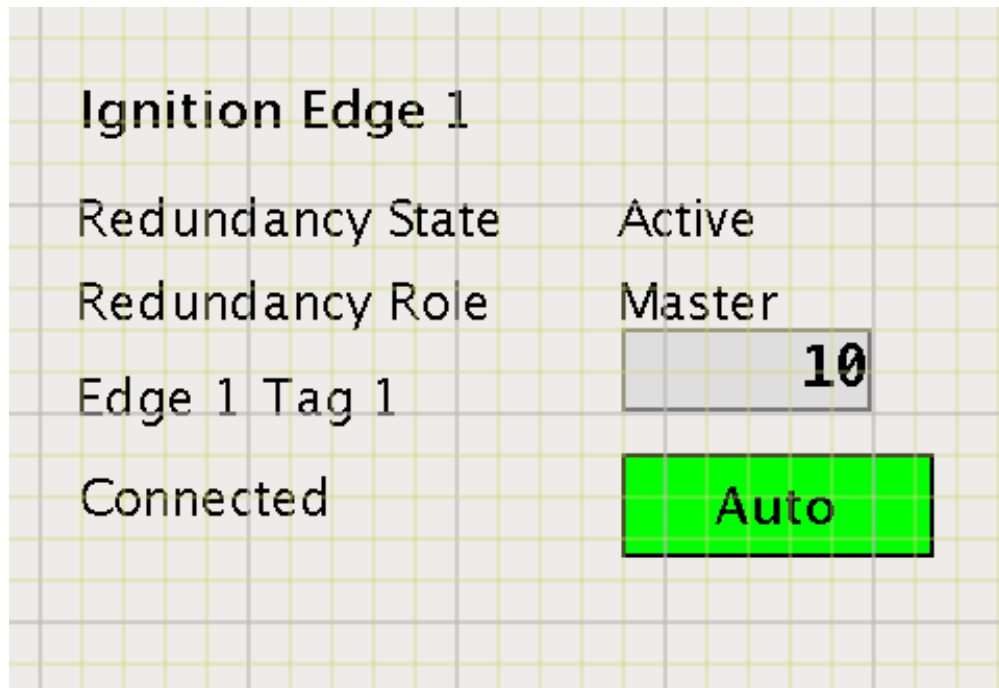 Ignition Edge 1
Redundancy State Active
Redundancy Role Master
Edge 1 Tag 1 10
Connected Auto